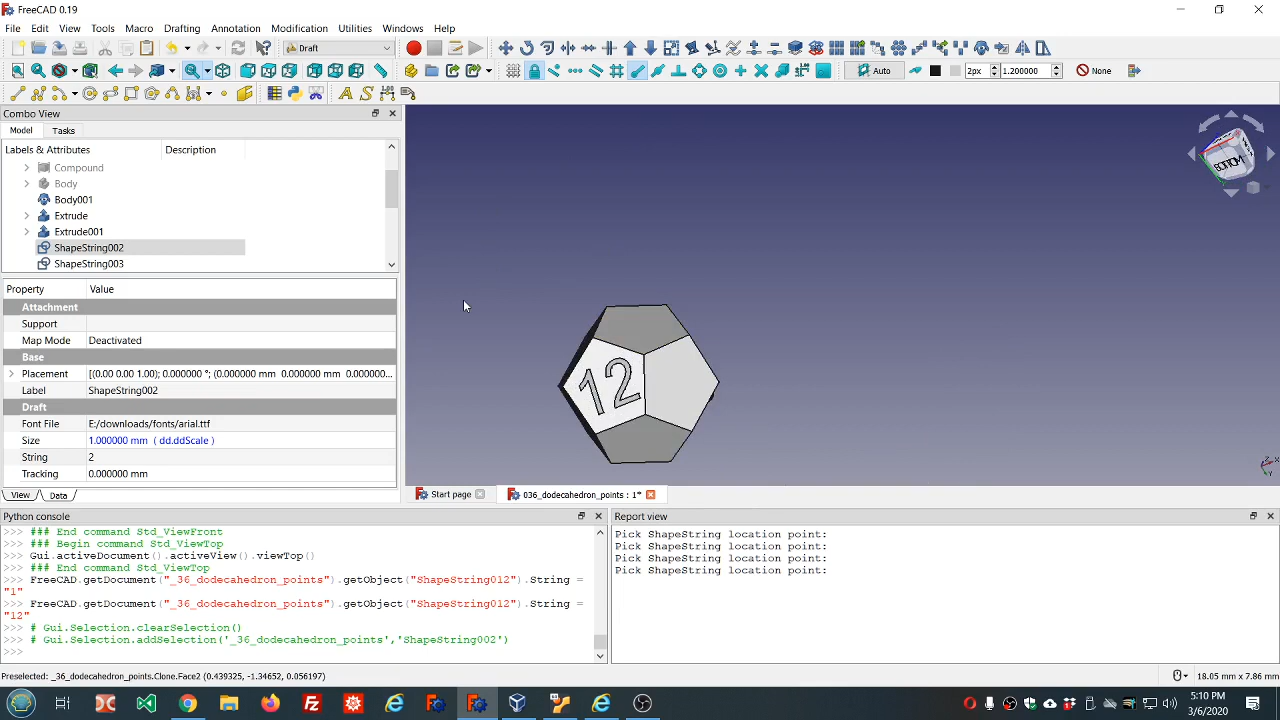 FreeCAD 0.19
File Edit View Tools Macro Drafting Annotation Modification Utilities Windows Help
Draft
Auto 2px 1.200000 None
Combo View
Model Tasks
Labels & Attributes Description
Compound
Body
Body001
Extrude
Extrude001
ShapeString002
ShapeString003
Property Value
Attachment
Support
Map Mode Deactivated
Base
Placement [(0.00 0.00 1.00); 0.000000 °; (0.000000 mm 0.000000 mm 0.000000...
Label ShapeString002
Draft
Font File E:/downloads/fonts/arial.ttf
Size 1.000000 mm ( dd.ddScale )
String 2
Tracking 0.000000 mm
View Data
BOTTOM
12
Start page 036_dodecahedron_points : 1*
Python console
>>> ### End command Std_ViewFront
>>> ### Begin command Std_ViewTop
>>> Gui.activeDocument().activeView().viewTop()
>>> ### End command Std_ViewTop
>>> FreeCAD.getDocument("_36_dodecahedron_points").getObject("ShapeString012").String =
"1"
>>> FreeCAD.getDocument("_36_dodecahedron_points").getObject("ShapeString012").String =
"12"
>>> # Gui.Selection.clearSelection()
>>> # Gui.Selection.addSelection('_36_dodecahedron_points','ShapeString002')
>>>
Report view
Pick ShapeString location point:
Pick ShapeString location point:
Pick ShapeString location point:
Pick ShapeString location point:
Preselected: _36_dodecahedron_points.Clone.Face2 (0.439325, -1.34652, 0.056197)
18.05 mm x 7.86 mm
5:10 PM
3/6/2020